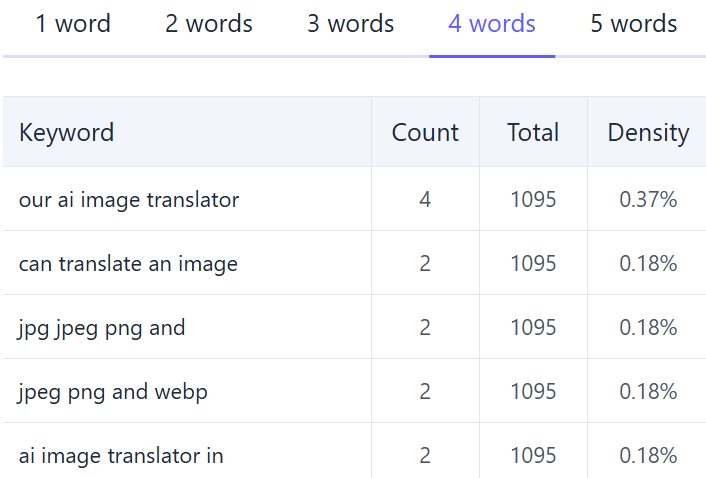 1 word 2 words 3 words 4 words 5 words
Keyword Count Total Density
our ai image translator 4 1095 0.37%
can translate an image 2 1095 0.18%
jpg jpeg png and 2 1095 0.18%
jpeg png and webp 2 1095 0.18%
ai image translator in 2 1095 0.18%